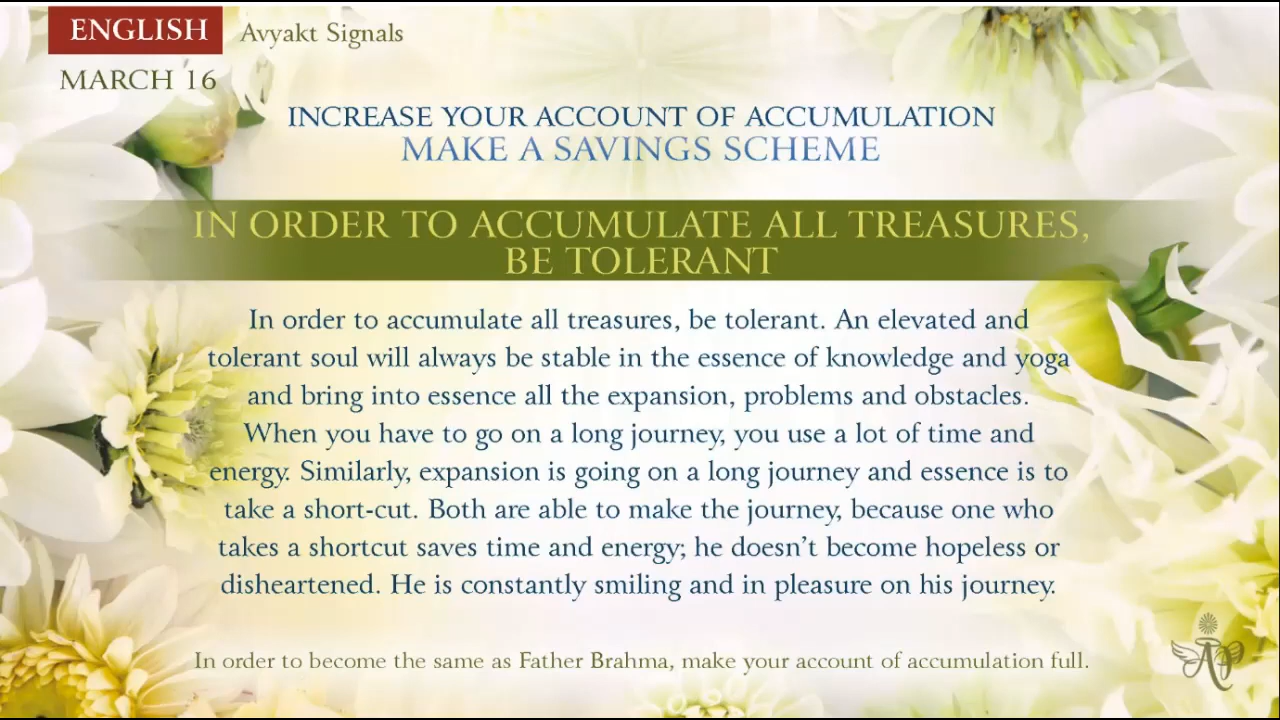 ENGLISH Avyakt Signals
MARCH 16
INCREASE YOUR ACCOUNT OF ACCUMULATION
MAKE A SAVINGS SCHEME
IN ORDER TO ACCUMULATE ALL TREASURES,
BE TOLERANT
In order to accumulate all treasures, be tolerant. An elevated and
tolerant soul will always be stable in the essence of knowledge and yoga
and bring into essence all the expansion, problems and obstacles.
When you have to go on a long journey, you use a lot of time and
energy. Similarly, expansion is going on a long journey and essence is to
take a short-cut. Both are able to make the journey, because one who
takes a shortcut saves time and energy; he doesn't become hopeless or
disheartened. He is constantly smiling and in pleasure on his journey.
In order to become the same as Father Brahma, make your account of accumulation full.